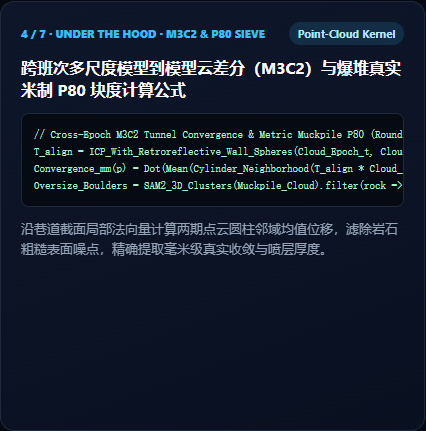 4 / 7 · UNDER THE HOOD · M3C2 & P80 SIEVE
Point-Cloud Kernel
跨班次多尺度模型到模型云差分（M3C2）与爆堆真实
米制 P80 块度计算公式
// Cross-Epoch M3C2 Tunnel Convergence & Metric Muckpile P80 (Round
T_align = ICP_With_Retroreflective_Wall_Spheres(Cloud_Epoch_t, Clou
Convergence_mm(p) = Dot(Mean(Cylinder_Neighborhood(T_align * Cloud_
Oversize_Boulders = SAM2_3D_Clusters(Muckpile_Cloud).filter(rock =>
沿巷道截面局部法向量计算两期点云圆柱邻域均值位移，滤除岩石
粗糙表面噪点，精确提取毫米级真实收敛与喷层厚度。